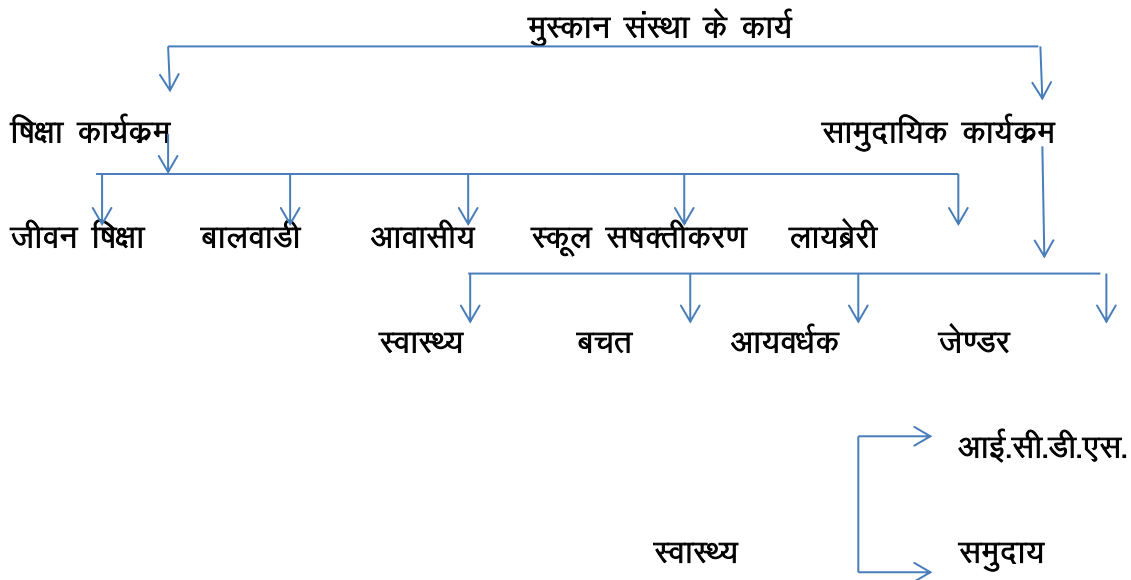 मुस्कान संस्था के कार्य
षिक्षा कार्यक्रम सामुदायिक कार्यक्रम
जीवन षिक्षा बालवाडी आवासीय स्कूल सषक्तीकरण लायब्रेरी
स्वास्थ्य बचत आयवर्धक जेण्डर
आई.सी.डी.एस.
स्वास्थ्य समुदाय